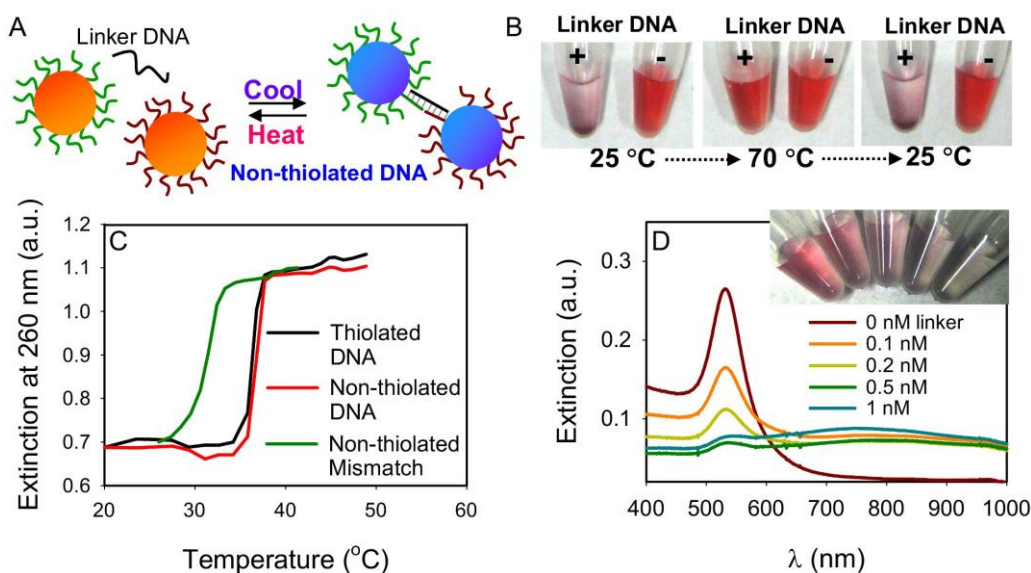 A
Linker DNA
Cool
Heat
Non-thiolated DNA
B
Linker DNA Linker DNA Linker DNA
+ - + - + -
25 °C 70 °C 25 °C
C
Extinction at 260 nm (a.u.)
1.2
1.1
1.0
0.9
0.8
0.7
0.6
Thiolated
DNA
Non-thiolated
DNA
Non-thiolated
Mismatch
20 30 40 50 60
Temperature (°C)
D
Extinction (a.u.)
0.3
0.2
0.1
0 nM linker
0.1 nM
0.2 nM
0.5 nM
1 nM
400 500 600 700 800 900 1000
λ (nm)